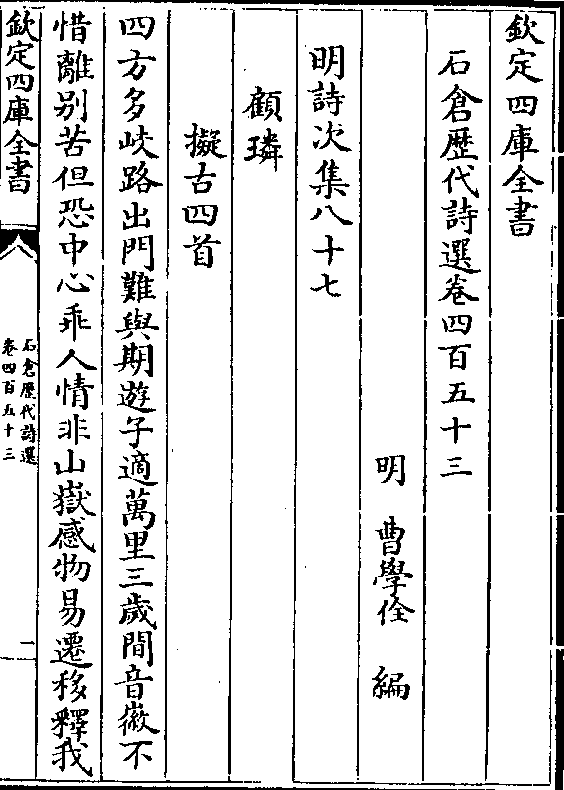 欽定四庫全書
石倉歷代詩選卷四百五十三
明 曹學佺 編
明詩次集八十七
顧璘
擬古四首
四方多岐路出門難與期遊子適萬里三歲間音徽不
惜離别苦但恐中心乖人情非山嶽感物易遷移釋我
欽定四庫全書
石倉歷代詩選
卷四百五十三
一